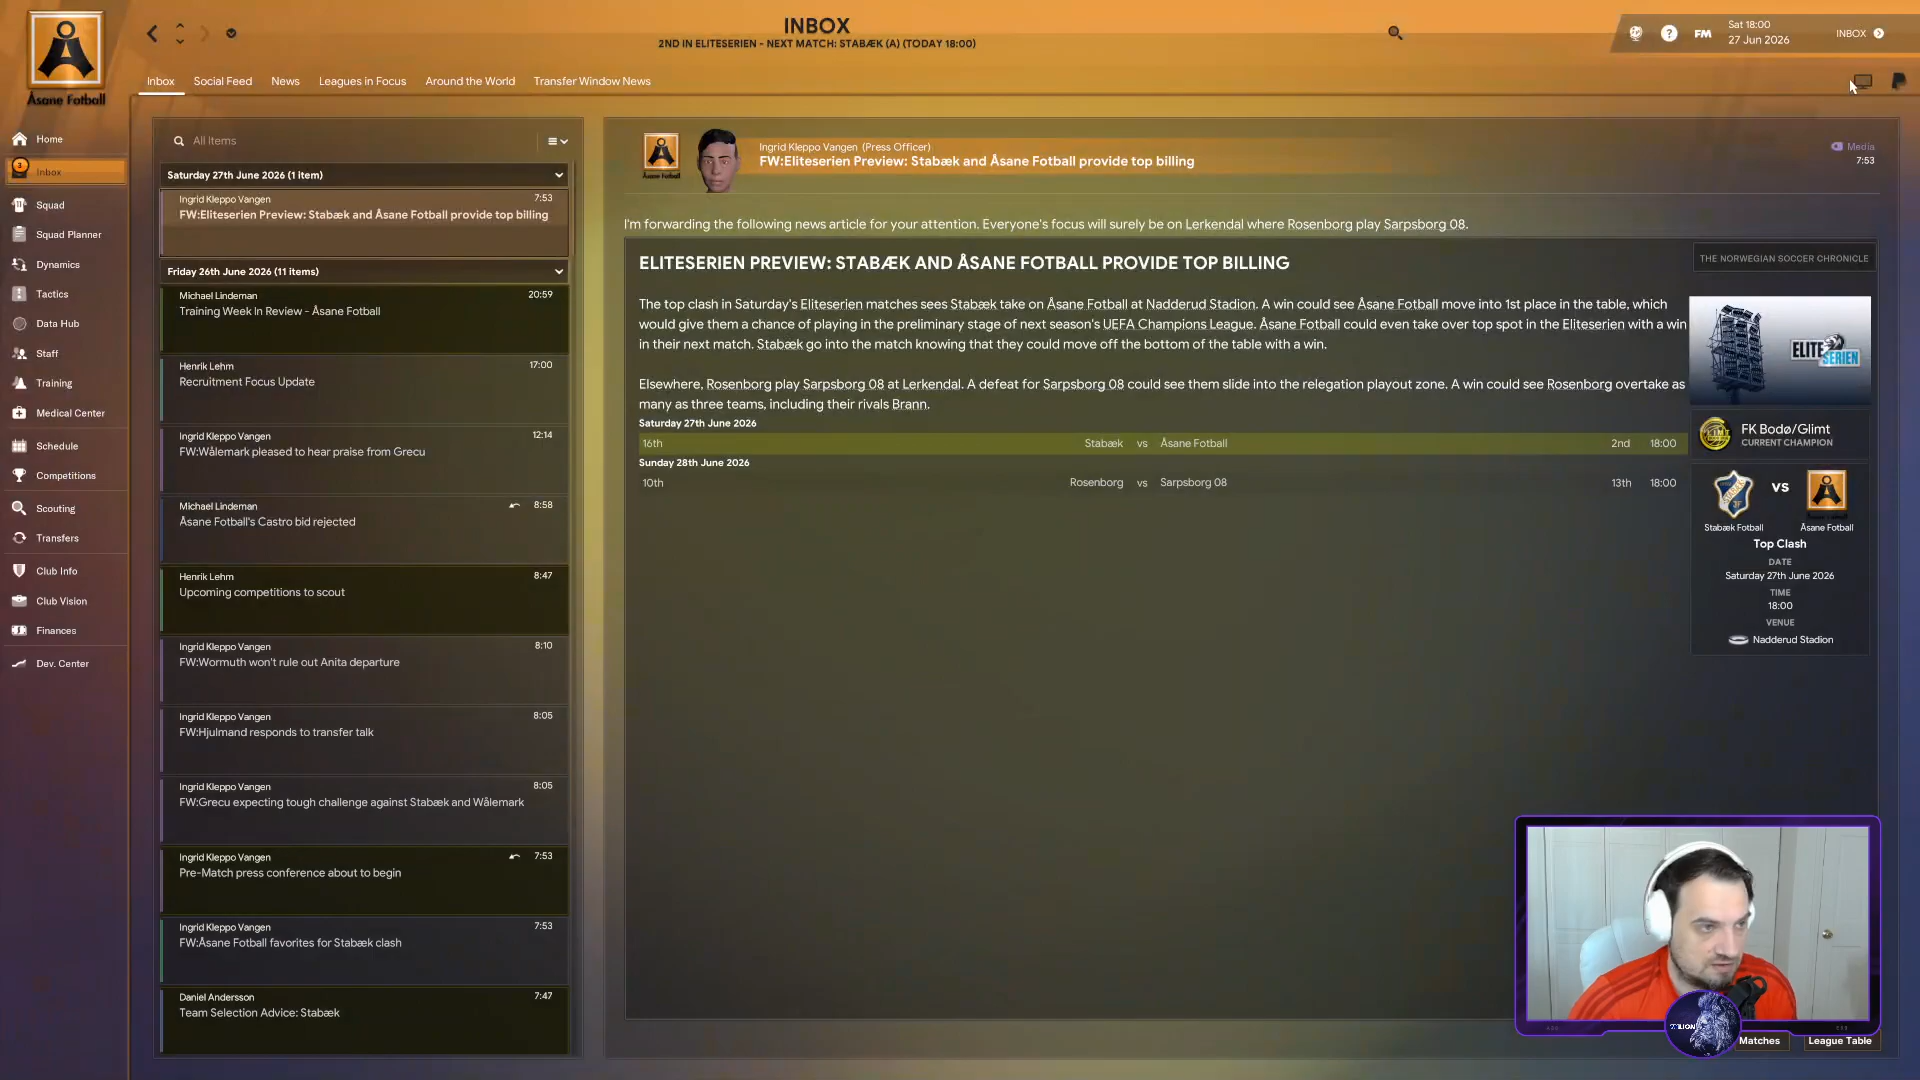 INBOX
2ND IN ELITESERIEN - NEXT MATCH: STABÆK (A) (TODAY 18:00)
FM
Sat 18:00
27 Jun 2026
INBOX
Åsane Fotball
Inbox
Social Feed
News
Leagues in Focus
Around the World
Transfer Window News
Home
3
Inbox
Squad
Squad Planner
Dynamics
Tactics
Data Hub
Staff
Training
Medical Center
Schedule
Competitions
Scouting
Transfers
Club Info
Club Vision
Finances
Dev. Center
All Items
Saturday 27th June 2026 (1 item)
Ingrid Kleppo Vangen 7:53
FW:Eliteserien Preview: Stabæk and Åsane Fotball provide top billing
Friday 26th June 2026 (11 items)
Michael Lindeman 20:59
Training Week In Review - Åsane Fotball
Henrik Lehm 17:00
Recruitment Focus Update
Ingrid Kleppo Vangen 12:14
FW:Wålemark pleased to hear praise from Grecu
Michael Lindeman 8:58
Åsane Fotball's Castro bid rejected
Henrik Lehm 8:47
Upcoming competitions to scout
Ingrid Kleppo Vangen 8:10
FW:Wormuth won't rule out Anita departure
Ingrid Kleppo Vangen 8:05
FW:Hjulmand responds to transfer talk
Ingrid Kleppo Vangen 8:05
FW:Grecu expecting tough challenge against Stabæk and Wålemark
Ingrid Kleppo Vangen 7:53
Pre-Match press conference about to begin
Ingrid Kleppo Vangen 7:53
FW:Åsane Fotball favorites for Stabæk clash
Daniel Andersson 7:47
Team Selection Advice: Stabæk
Åsane Fotball
Ingrid Kleppo Vangen (Press Officer)
FW:Eliteserien Preview: Stabæk and Åsane Fotball provide top billing
Media
7:53
I'm forwarding the following news article for your attention. Everyone's focus will surely be on Lerkendal where Rosenborg play Sarpsborg 08.
ELITESERIEN PREVIEW: STABÆK AND ÅSANE FOTBALL PROVIDE TOP BILLING
THE NORWEGIAN SOCCER CHRONICLE
The top clash in Saturday's Eliteserien matches sees Stabæk take on Åsane Fotball at Nadderud Stadion. A win could see Åsane Fotball move into 1st place in the table, which
would give them a chance of playing in the preliminary stage of next season's UEFA Champions League. Åsane Fotball could even take over top spot in the Eliteserien with a win
in their next match. Stabæk go into the match knowing that they could move off the bottom of the table with a win.
Elsewhere, Rosenborg play Sarpsborg 08 at Lerkendal. A defeat for Sarpsborg 08 could see them slide into the relegation playout zone. A win could see Rosenborg overtake as
many as three teams, including their rivals Brann.
Saturday 27th June 2026
16th Stabæk vs Åsane Fotball 2nd 18:00
Sunday 28th June 2026
10th Rosenborg vs Sarpsborg 08 13th 18:00
ELITE
SERIEN
FK Bodø/Glimt
CURRENT CHAMPION
VS
Stabæk Fotball
Åsane Fotball
Top Clash
DATE
Saturday 27th June 2026
TIME
18:00
VENUE
Nadderud Stadion
Matches
League Table